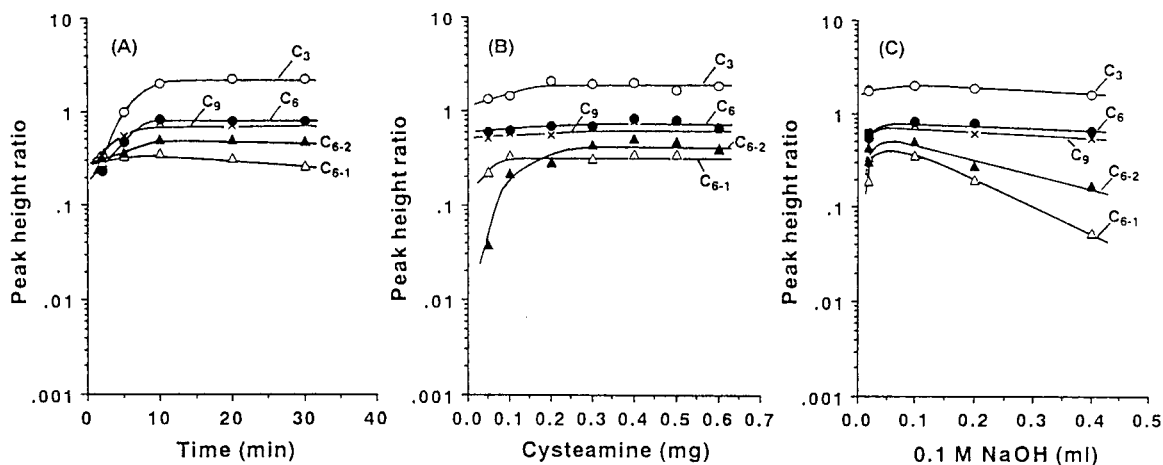 (A)
10
1
.1
.01
.001
Peak height ratio
0
10
20
30
40
Time (min)
C3
C9
C6
C6-2
C6-1
(B)
10
1
.1
.01
.001
Peak height ratio
0.0
0.1
0.2
0.3
0.4
0.5
0.6
0.7
Cysteamine (mg)
C3
C6
C9
C6-2
C6-1
(C)
10
1
.1
.01
.001
Peak height ratio
0.0
0.1
0.2
0.3
0.4
0.5
0.1 M NaOH (ml)
C3
C6
C9
C6-2
C6-1